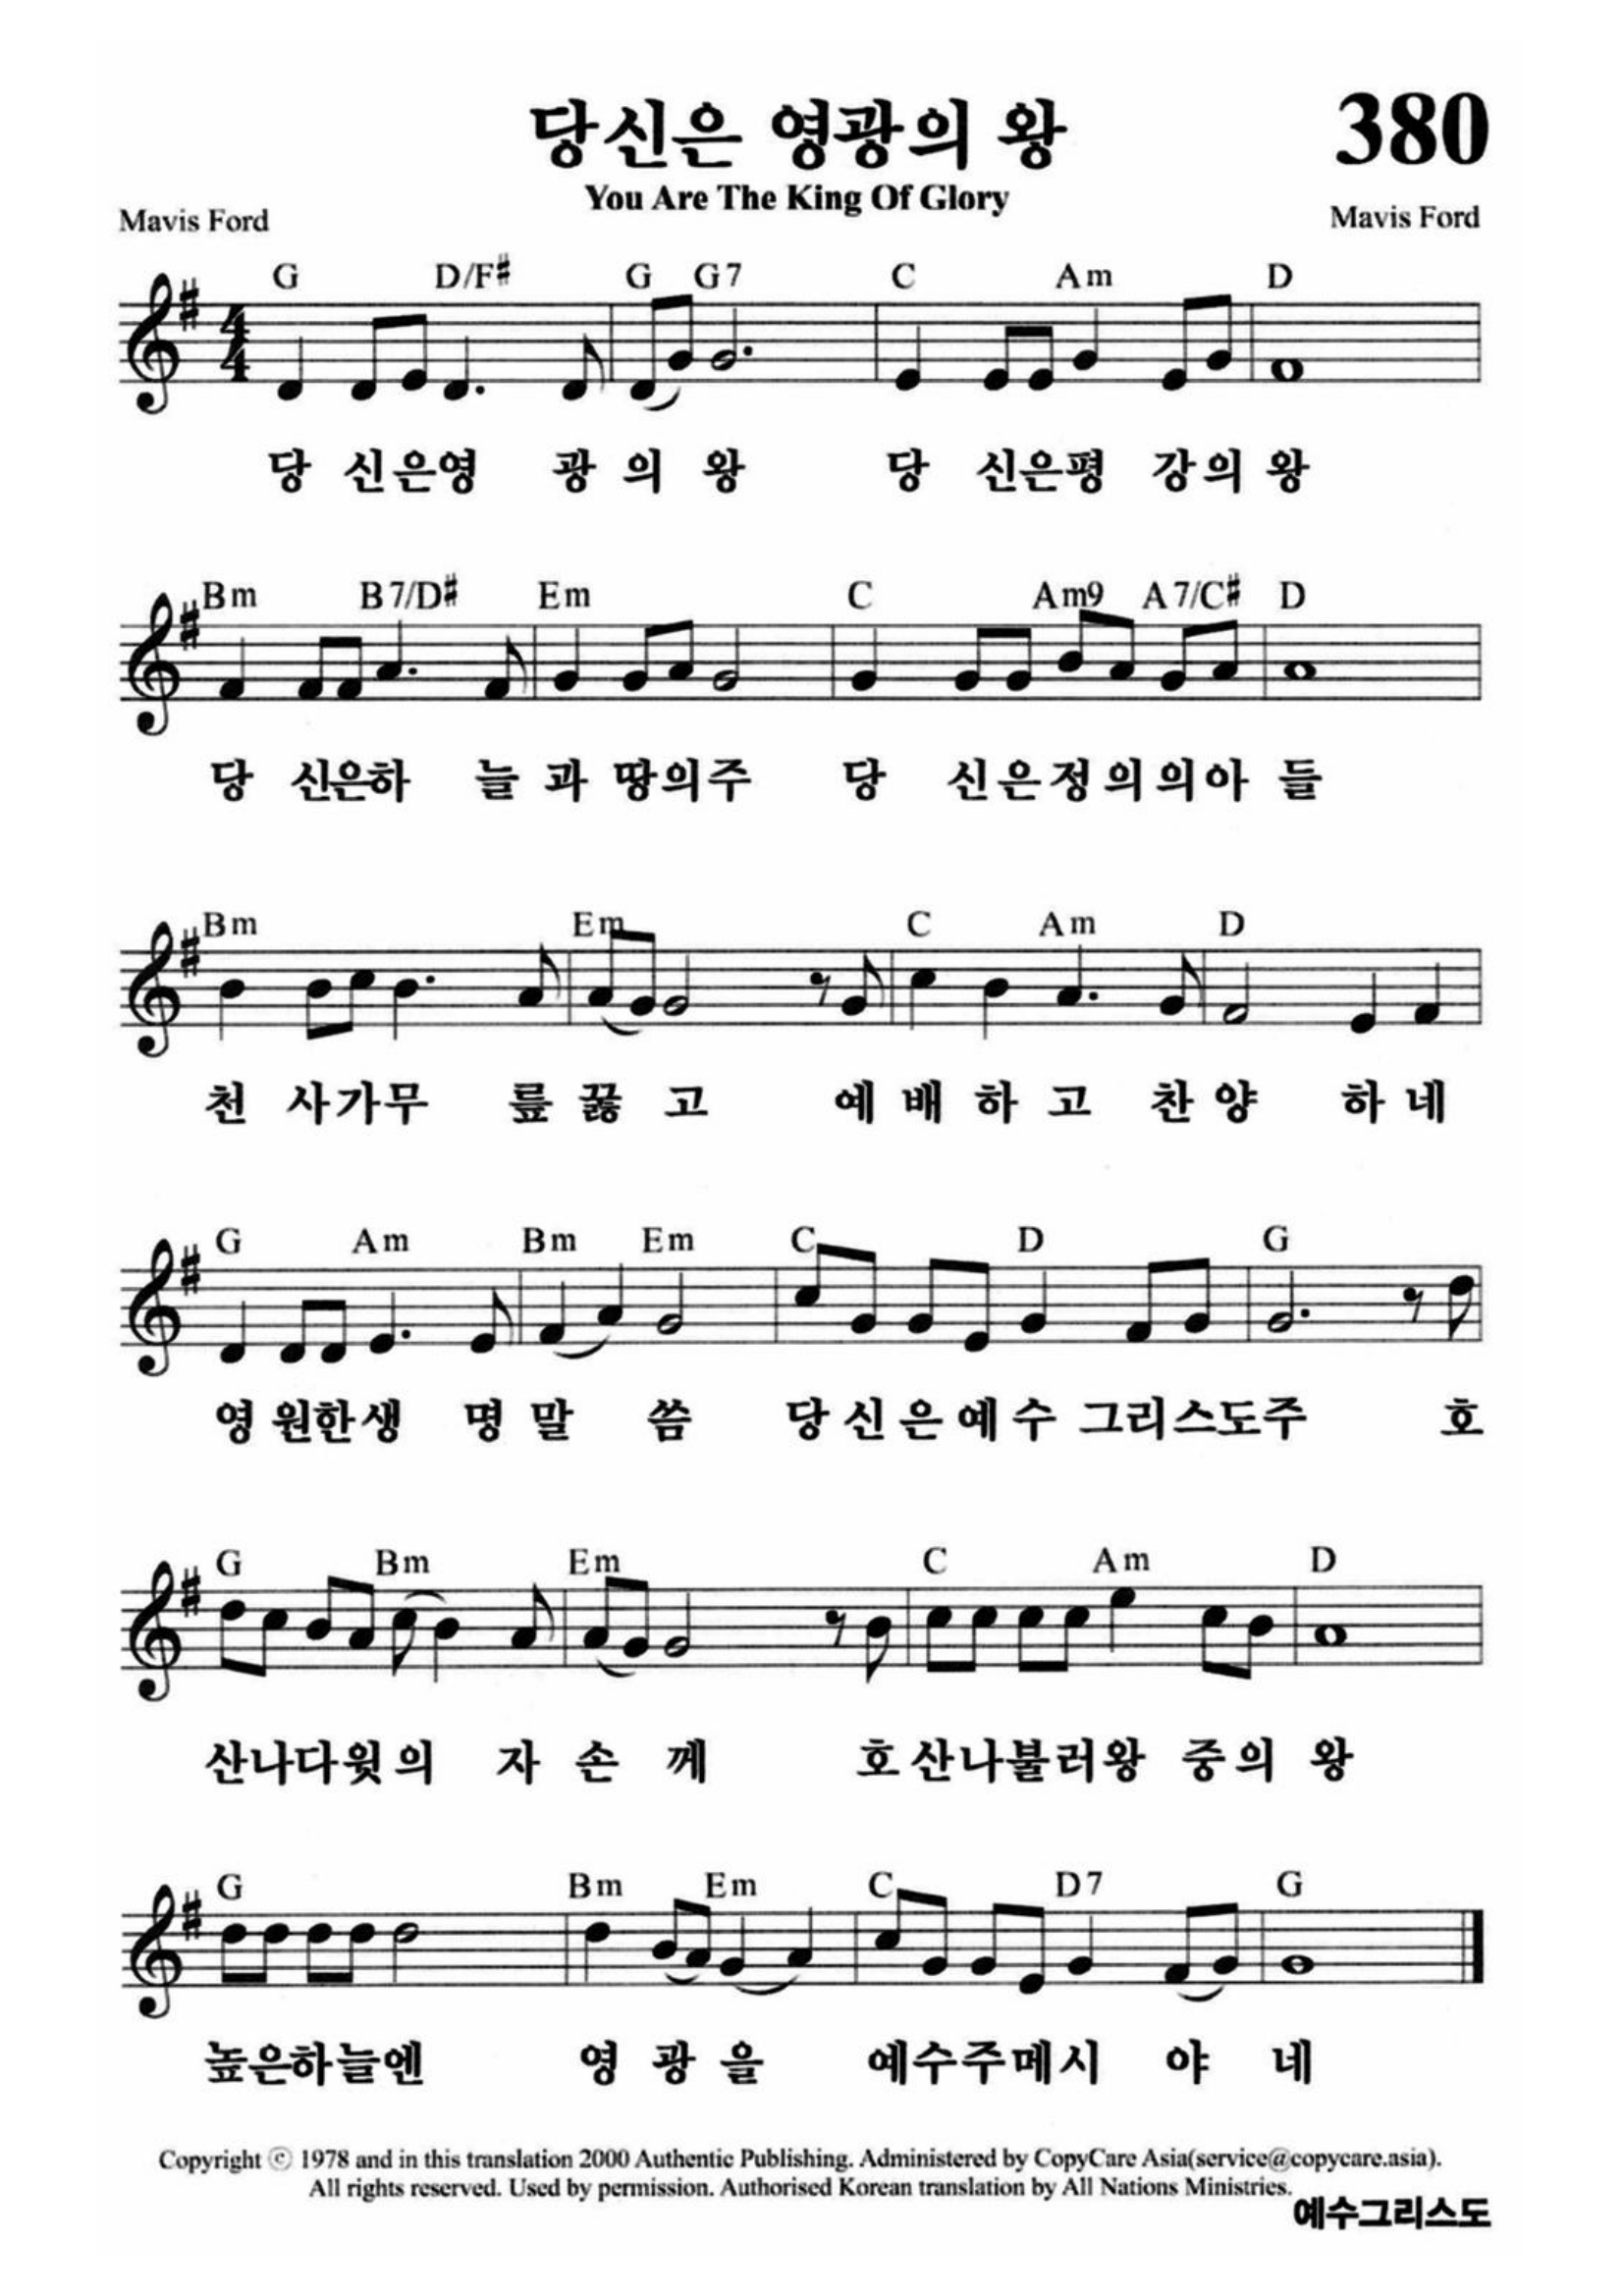 당신은 영광의 왕
380
You Are The King Of Glory
Mavis Ford
Mavis Ford
G D/F# G G7 C Am D
당 신은영 광 의 왕 당 신은평 강의 왕
Bm B7/D# Em C Am9 A7/C# D
당 신은하 늘 과 땅의주 당 신은정의의아 들
Bm Em C Am D
천 사가무 릎 꿇 고 예 배 하 고 찬 양 하 네
G Am Bm Em C D G
영 원한생 명 말 씀 당신은예수 그리스도주 호
G Bm Em C Am D
산나다윗의 자 손 께 호산나불러왕 중의 왕
G Bm Em C D7 G
높은하늘엔 영 광 을 예수주메시 야 네
Copyright ⓒ 1978 and in this translation 2000 Authentic Publishing. Administered by CopyCare Asia(service@copycare.asia).
All rights reserved. Used by permission. Authorised Korean translation by All Nations Ministries.
예수그리스도